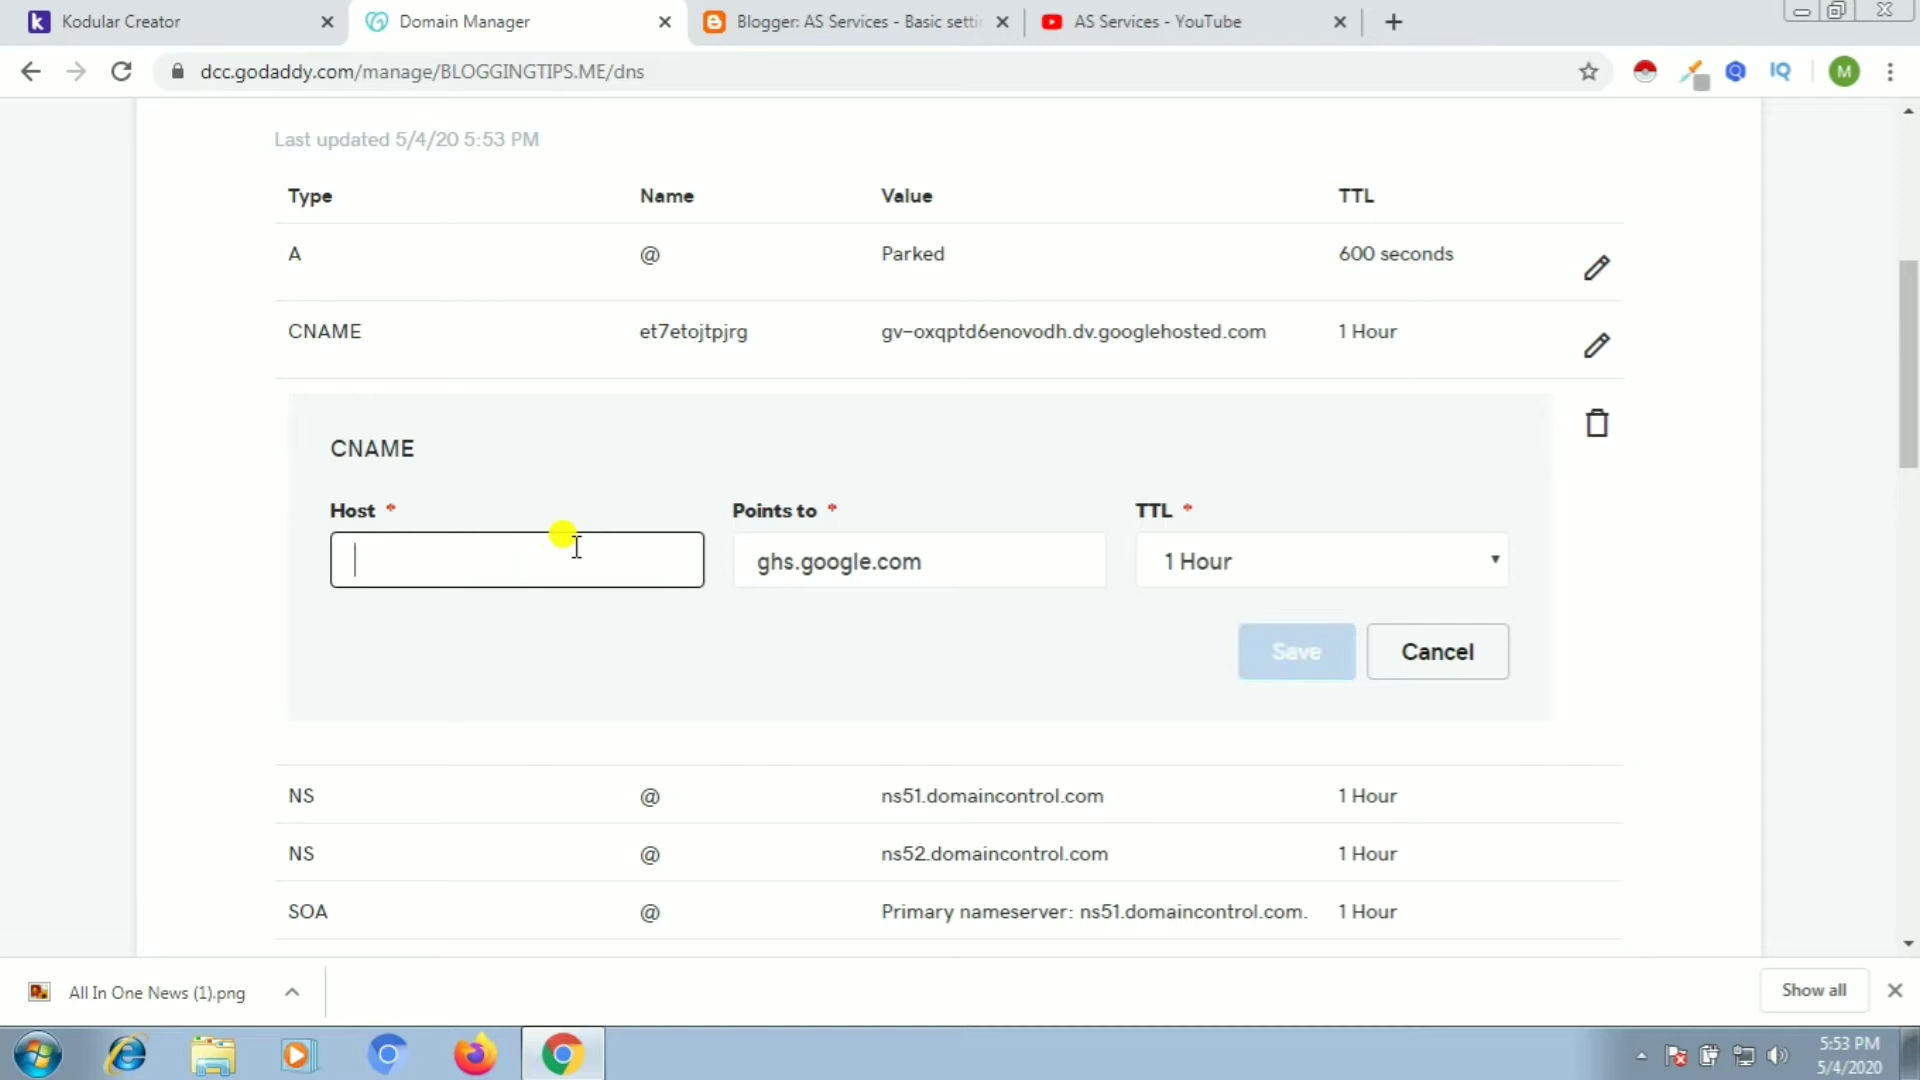 Kodular Creator
Domain Manager
Blogger: AS Services - Basic setti
AS Services - YouTube
dcc.godaddy.com/manage/BLOGGINGTIPS.ME/dns
IQ
M
Last updated 5/4/20 5:53 PM
Type Name Value TTL
A @ Parked 600 seconds
CNAME et7etojtpjrg gv-oxqptd6enovodh.dv.googlehosted.com 1 Hour
CNAME
Host * Points to * TTL *
ghs.google.com 1 Hour
Save Cancel
NS @ ns51.domaincontrol.com 1 Hour
NS @ ns52.domaincontrol.com 1 Hour
SOA @ Primary nameserver: ns51.domaincontrol.com. 1 Hour
All In One News (1).png
Show all
5:53 PM
5/4/2020